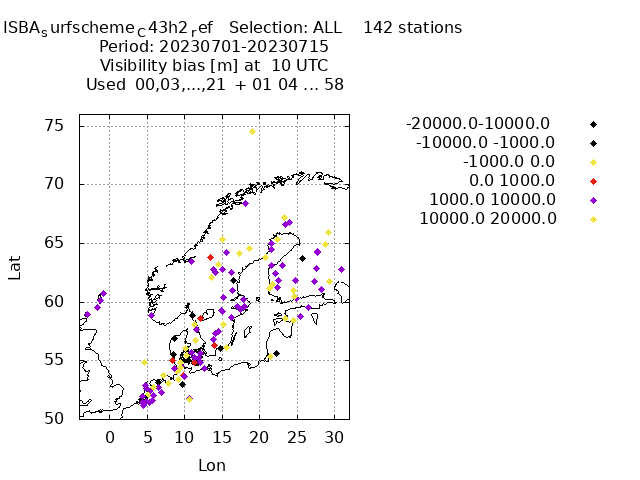 ISBA_surfscheme_C43h2_ref   Selection: ALL    142 stations
Period: 20230701-20230715
Visibility bias [m] at  10 UTC
Used  00,03,...,21  + 01 04 ... 58
-20000.0-10000.0
-10000.0 -1000.0
-1000.0 0.0
0.0 1000.0
1000.0 10000.0
10000.0 20000.0
75
70
65
60
55
50
Lat
0 5 10 15 20 25 30
Lon